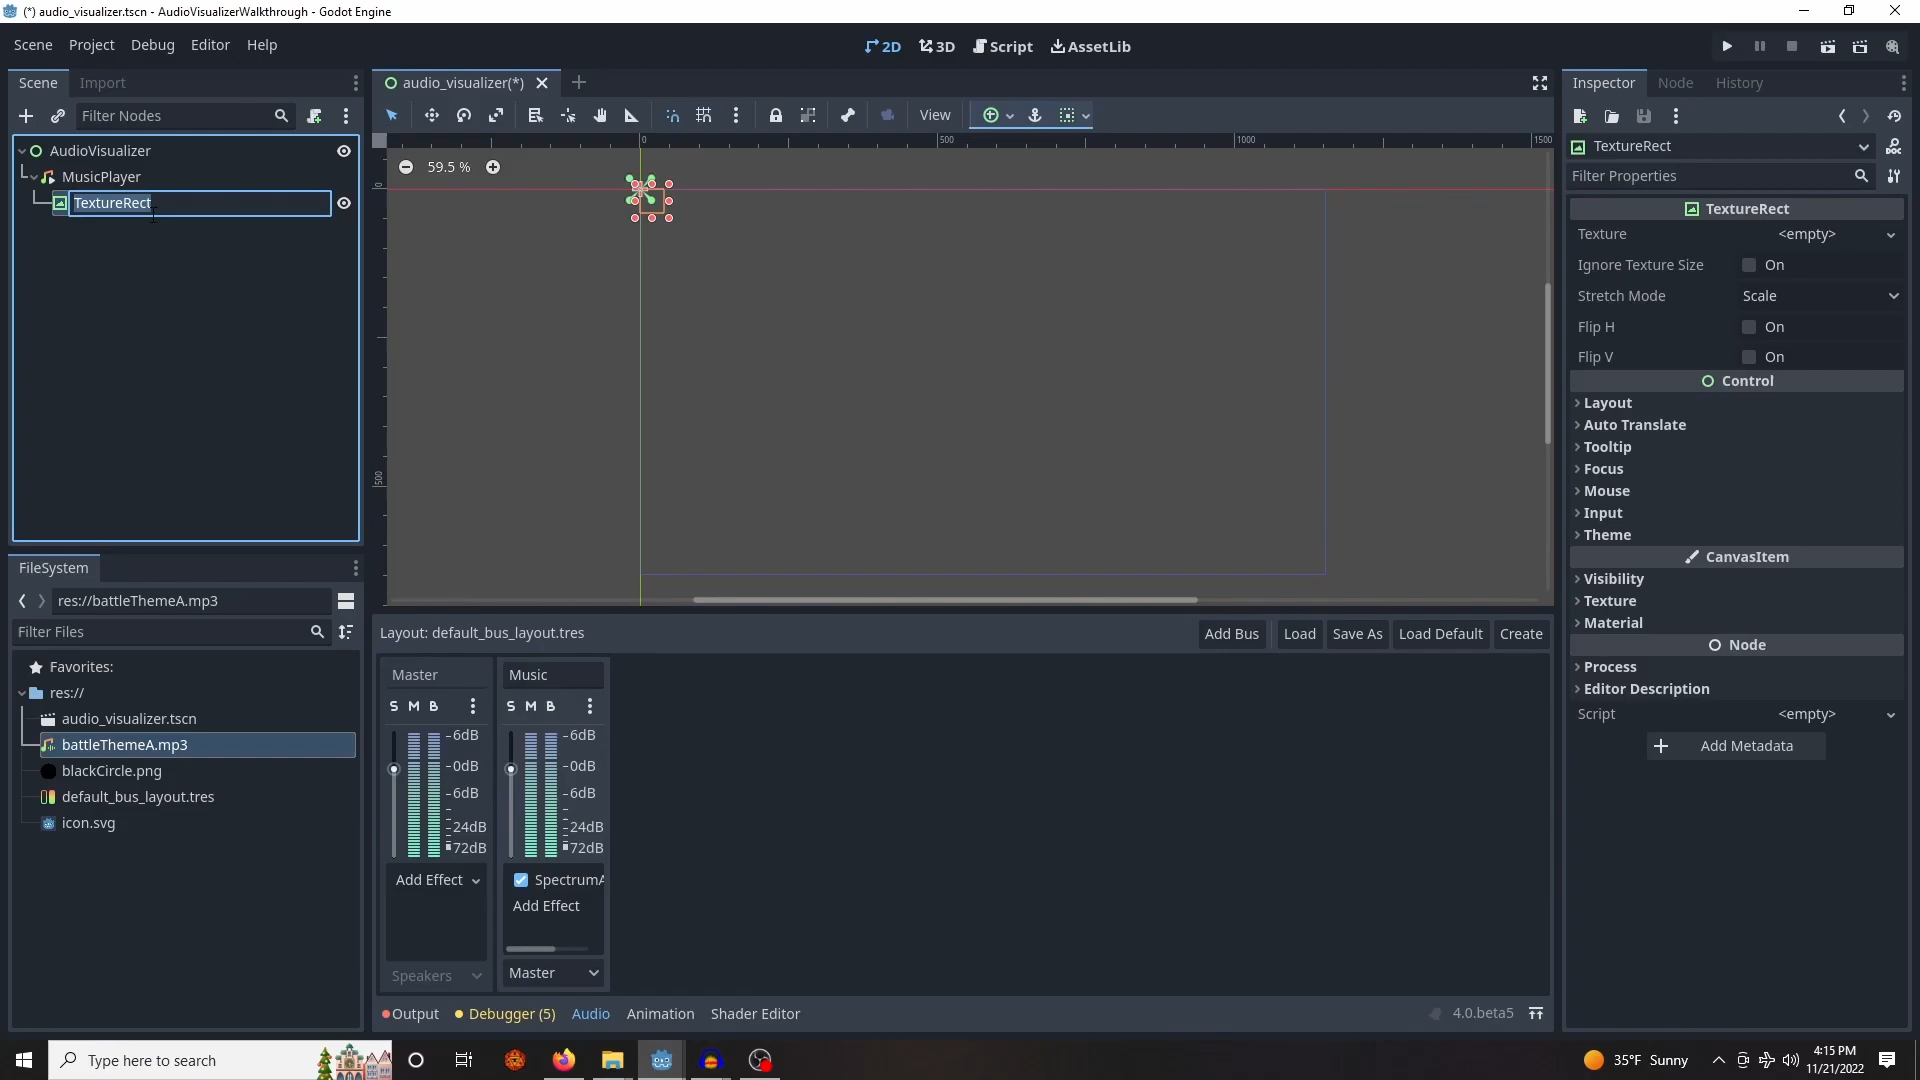 (*) audio_visualizer.tscn - AudioVisualizerWalkthrough - Godot Engine
Scene Project Debug Editor Help
2D 3D Script AssetLib
Scene Import
audio_visualizer(*)
Inspector Node History
Filter Nodes
View
AudioVisualizer
MusicPlayer
TextureRect
59.5 %
0 500 1000 1500
0
500
TextureRect
Filter Properties
TextureRect
Texture <empty>
Ignore Texture Size On
Stretch Mode Scale
Flip H On
Flip V On
Control
Layout
Auto Translate
Tooltip
Focus
Mouse
Input
Theme
CanvasItem
Visibility
Texture
Material
Node
Process
Editor Description
Script <empty>
Add Metadata
FileSystem
res://battleThemeA.mp3
Filter Files
Favorites:
res://
audio_visualizer.tscn
battleThemeA.mp3
blackCircle.png
default_bus_layout.tres
icon.svg
Layout: default_bus_layout.tres
Add Bus Load Save As Load Default Create
Master Music
S M B S M B
-6dB -6dB
-0dB -0dB
-6dB -6dB
-24dB -24dB
-72dB -72dB
Add Effect SpectrumA
Add Effect
Speakers Master
Output Debugger (5) Audio Animation Shader Editor
4.0.beta5
Type here to search
35°F Sunny
4:15 PM
11/21/2022